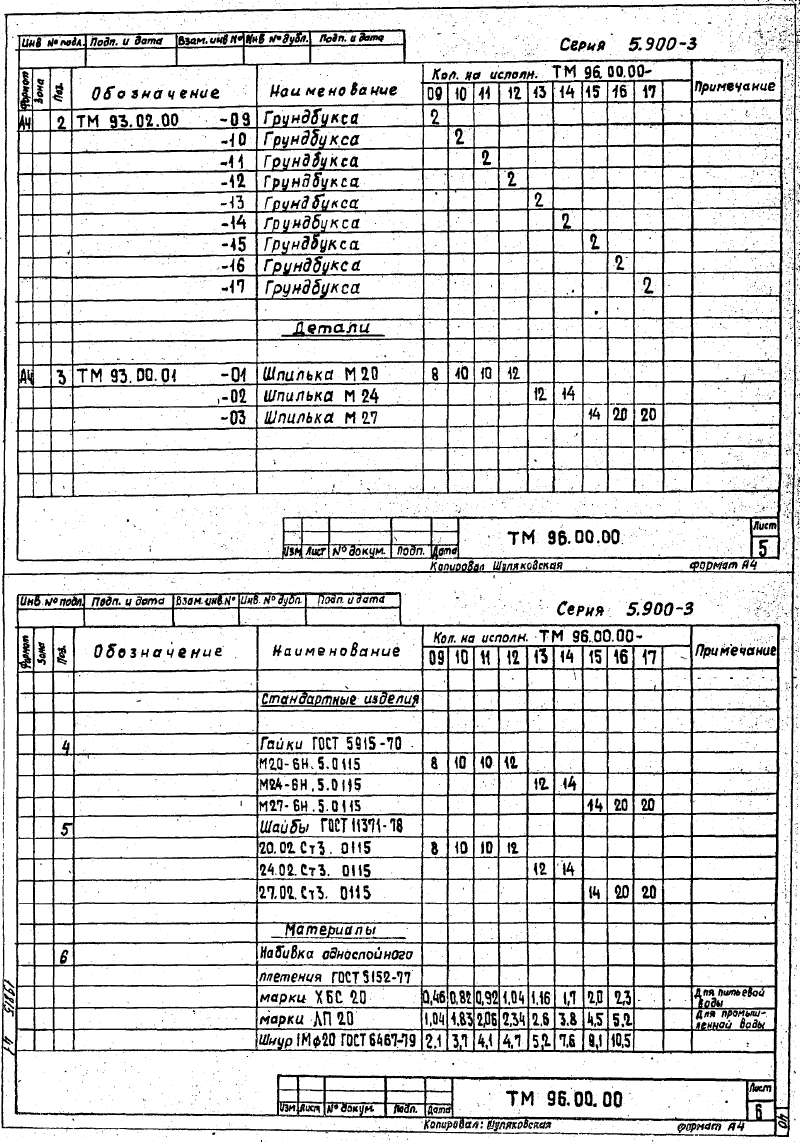 Инв № подл. Подп. и дата Взам. инв № Инв № дубл. Подп. и дата
Серия 5.900-3
Формат Зона Поз. Обозначение Наименование Кол. на исполн. ТМ 96.00.00- Примечание
09 10 11 12 13 14 15 16 17
А4 2 ТМ 93.02.00 -09 Грундбукса 2
-10 Грундбукса 2
-11 Грундбукса 2
-12 Грундбукса 2
-13 Грундбукса 2
-14 Грундбукса 2
-15 Грундбукса 2
-16 Грундбукса 2
-17 Грундбукса 2
Детали
А4 3 ТМ 93.00.01 -01 Шпилька М20 8 10 10 12
-02 Шпилька М24 12 14
-03 Шпилька М27 14 20 20
Изм Лист № докум. Подп. Дата
ТМ 96.00.00
Лист
5
Копировал Шуляковская формат А4
Инв № подл. Подп. и дата Взам. инв. № Инв. № дубл. Подп. и дата
Серия 5.900-3
Формат Зона Поз. Обозначение Наименование Кол. на исполн. ТМ 96.00.00- Примечание
09 10 11 12 13 14 15 16 17
Стандартные изделия
4 Гайки ГОСТ 5915-70
М20-6Н.5.0115 8 10 10 12
М24-6Н.5.0115 12 14
М27-6Н.5.0115 14 20 20
5 Шайбы ГОСТ 11371-78
20.02.Ст3. 0115 8 10 10 12
24.02.Ст3. 0115 12 14
27.02.Ст3. 0115 14 20 20
Материалы
6 Набивка однослойного
плетения ГОСТ 5152-77
марки ХБС 20 0,46 0,82 0,92 1,04 1.16 1,7 2,0 2,3 Для питьевой воды
марки ЛП 20 1,04 1.83 2,06 2,34 2,6 3.8 4,5 5,2 Для промышленной воды
Шнур 1Мф20 ГОСТ 6467-79 2,1 3,7 4,1 4,7 5,2 7,6 9,1 10,5
Изм. Лист № докум. Подп. Дата
ТМ 96.00.00
Лист
6
Копировал: Шуляковская формат А4
40